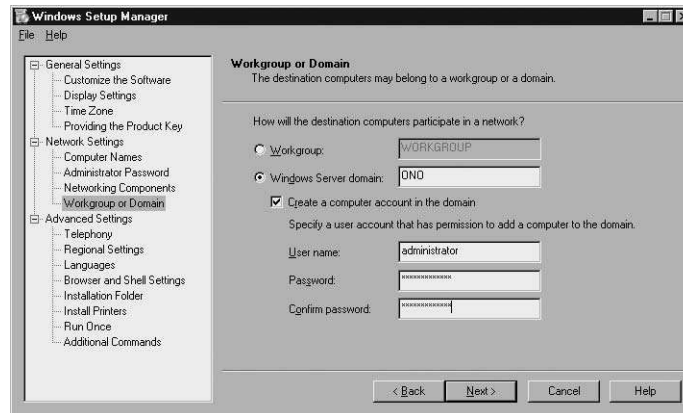 Windows Setup Manager
File Help
General Settings
Customize the Software
Display Settings
Time Zone
Providing the Product Key
Network Settings
Computer Names
Administrator Password
Networking Components
Workgroup or Domain
Advanced Settings
Telephony
Regional Settings
Languages
Browser and Shell Settings
Installation Folder
Install Printers
Run Once
Additional Commands
Workgroup or Domain
The destination computers may belong to a workgroup or a domain.
How will the destination computers participate in a network?
Workgroup: WORKGROUP
Windows Server domain: ONO
Create a computer account in the domain
Specify a user account that has permission to add a computer to the domain.
User name: administrator
Password: ************
Confirm password: ************
< Back Next > Cancel Help